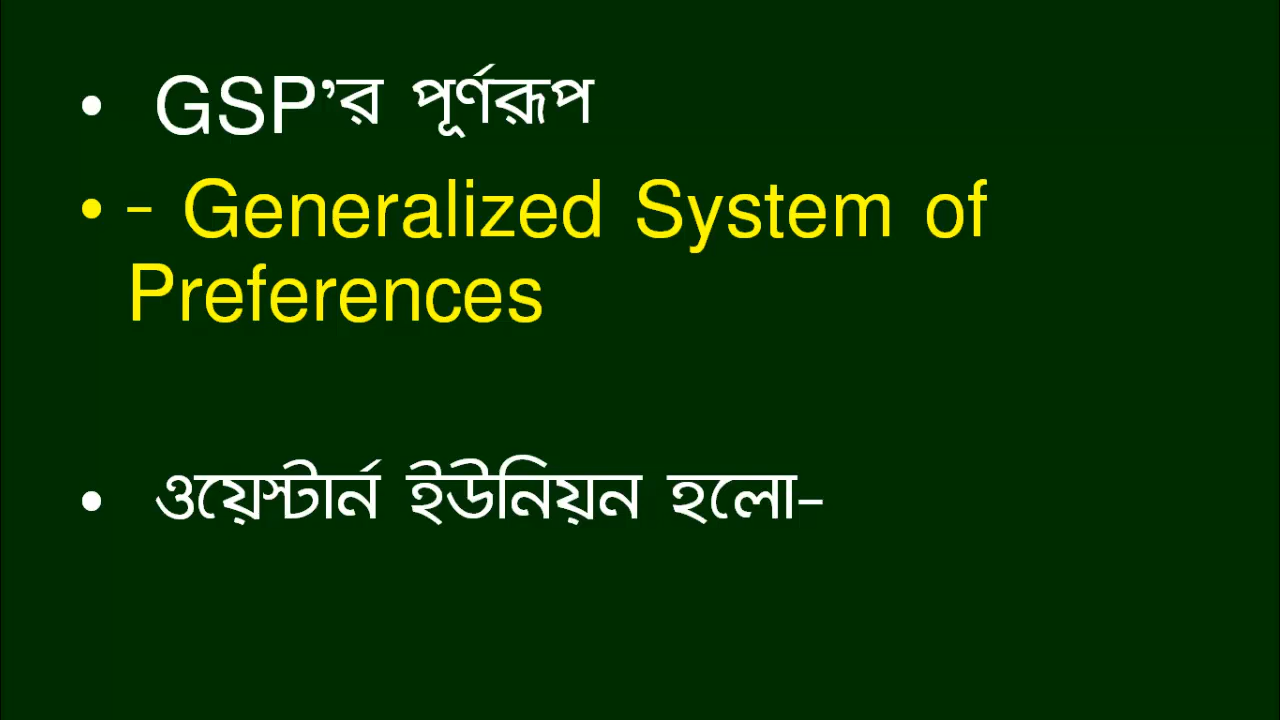 • GSP’র পূর্ণরূপ
• - Generalized System of
Preferences
• ওয়েস্টার্ন ইউনিয়ন হলো-